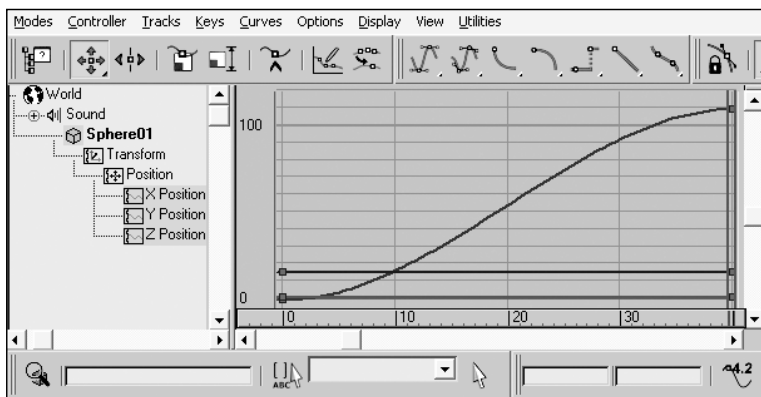 Modes Controller Tracks Keys Curves Options Display View Utilities
World
Sound
Sphere01
Transform
Position
X Position
Y Position
Z Position
100
0
0 10 20 30
[ ] ABC
4.2